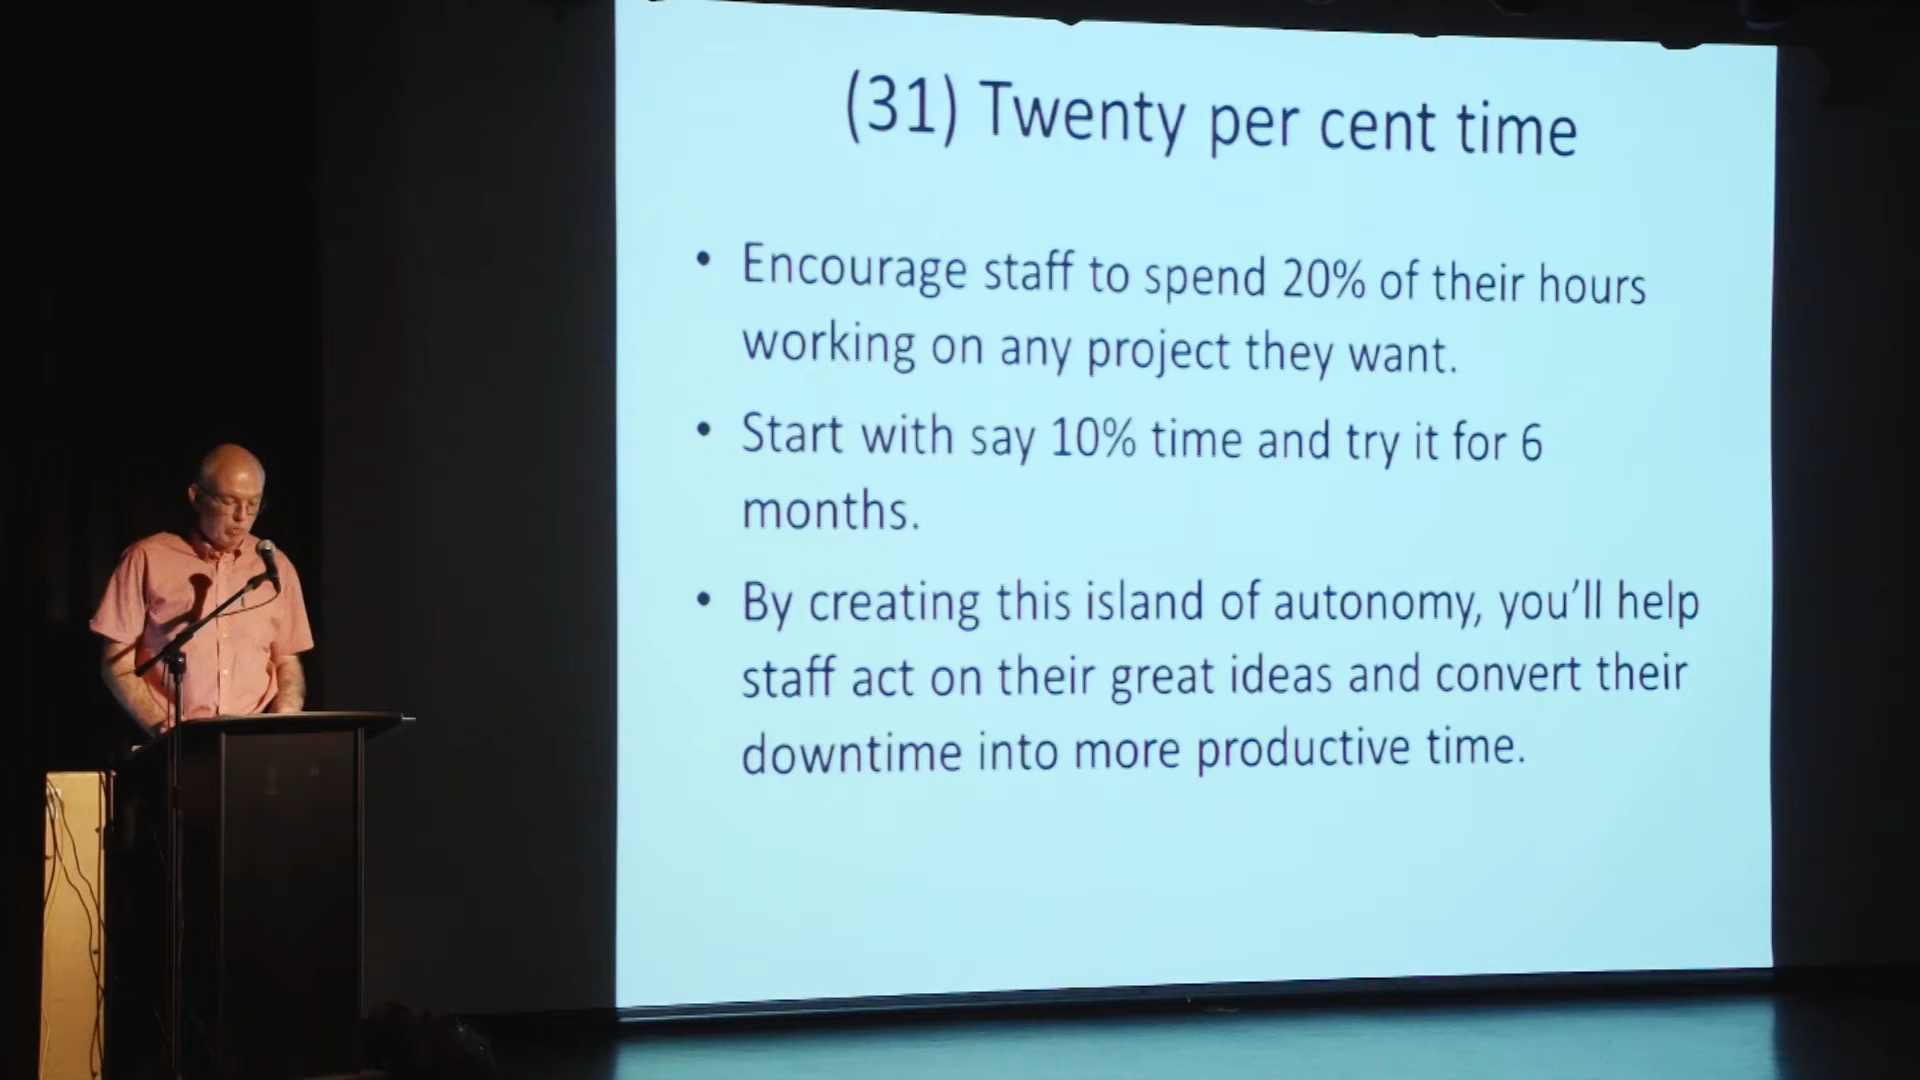 (31) Twenty per cent time
• Encourage staff to spend 20% of their hours
working on any project they want.
• Start with say 10% time and try it for 6
months.
• By creating this island of autonomy, you’ll help
staff act on their great ideas and convert their
downtime into more productive time.